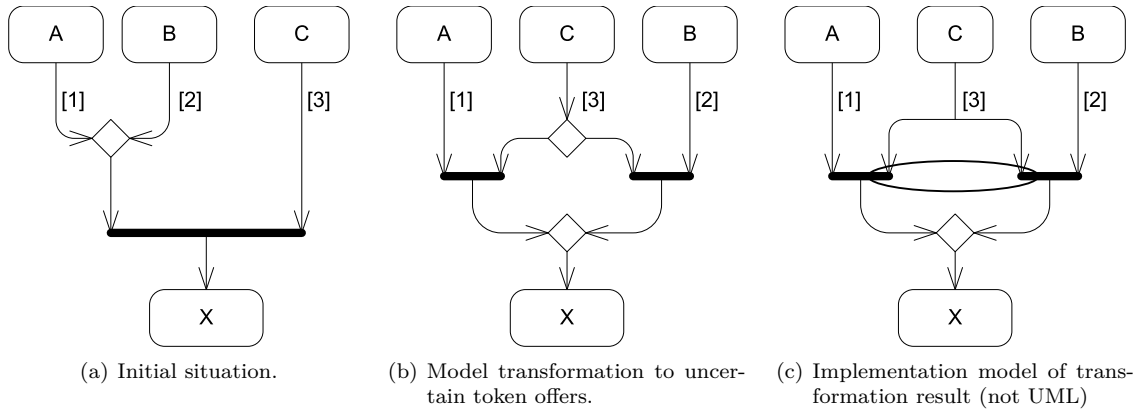 A B C
[1] [2] [3]
X
(a) Initial situation.
A C B
[1] [3] [2]
X
(b) Model transformation to uncer-
tain token offers.
A C B
[1] [3] [2]
X
(c) Implementation model of trans-
formation result (not UML)